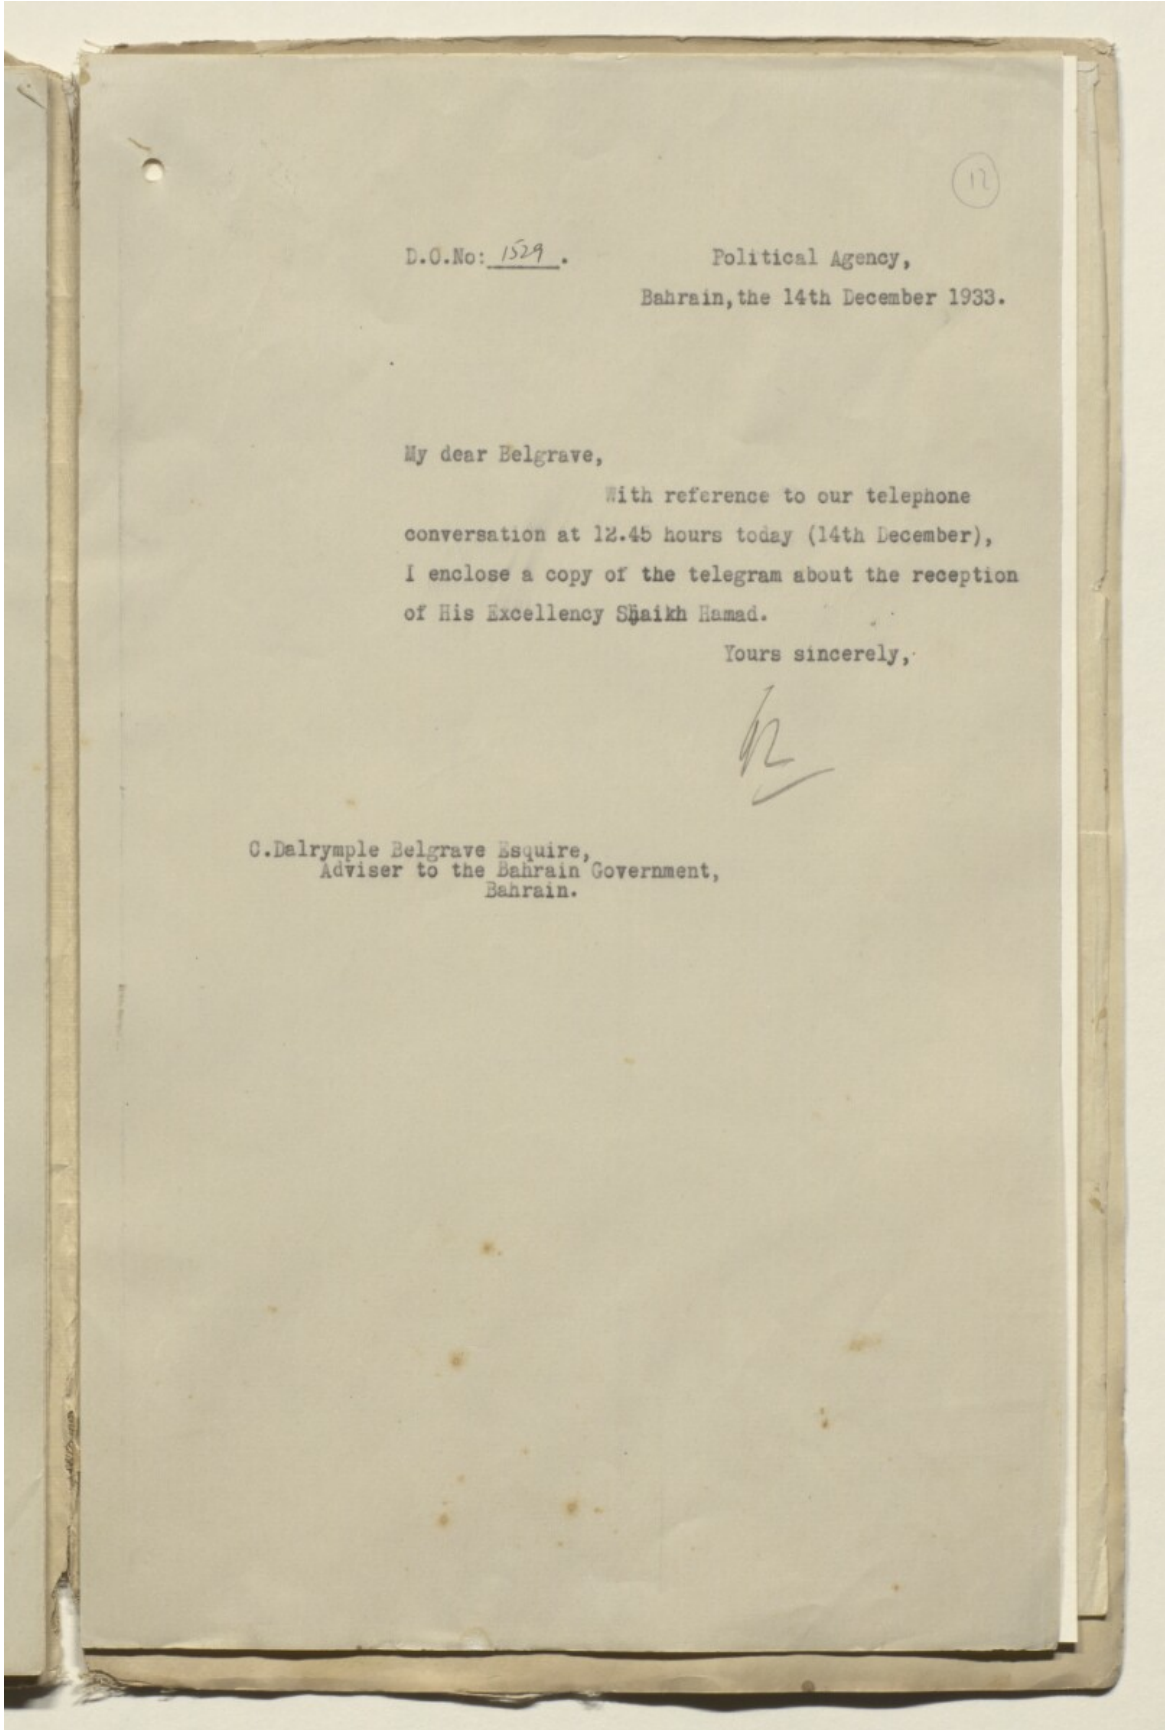 12
D.O.No: 1529.
Political Agency,
Bahrain, the 14th December 1933.
My dear Belgrave,
With reference to our telephone
conversation at 12.45 hours today (14th December),
I enclose a copy of the telegram about the reception
of His Excellency Shaikh Hamad.
Yours sincerely,
C.Dalrymple Belgrave Esquire,
Adviser to the Bahrain Government,
Bahrain.